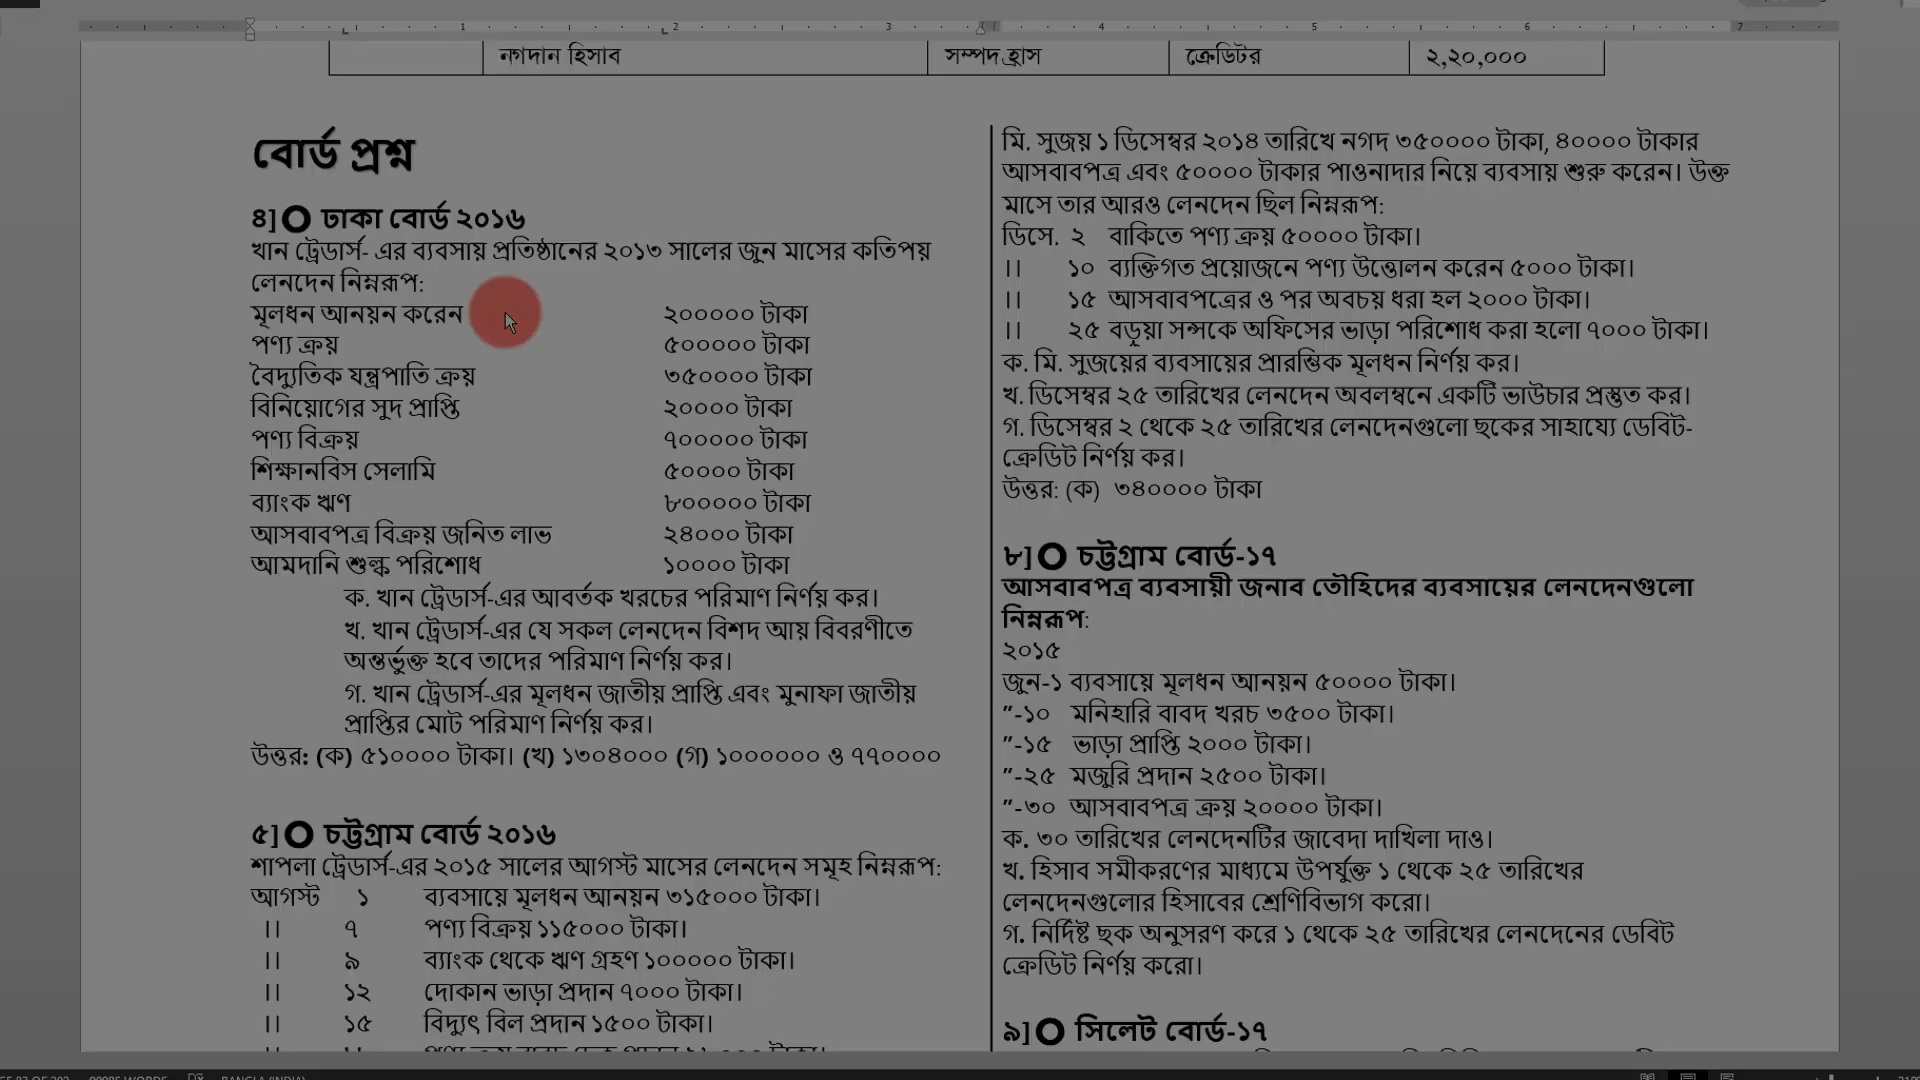 নগদান হিসাব সম্পদ হ্রাস ক্রেডিটর ২,২০,০০০
বোর্ড প্রশ্ন
৪] ঢাকা বোর্ড ২০১৬
খান ট্রেডার্স- এর ব্যবসায় প্রতিষ্ঠানের ২০১৩ সালের জুন মাসের কতিপয়
লেনদেন নিম্নরূপ:
মূলধন আনয়ন করেন ২০০০০০ টাকা
পণ্য ক্রয় ৫০০০০০ টাকা
বৈদ্যুতিক যন্ত্রপাতি ক্রয় ৩৫০০০০ টাকা
বিনিয়োগের সুদ প্রাপ্তি ২০০০০ টাকা
পণ্য বিক্রয় ৭০০০০০ টাকা
শিক্ষানবিস সেলামি ৫০০০০ টাকা
ব্যাংক ঋণ ৮০০০০০ টাকা
আসবাবপত্র বিক্রয় জনিত লাভ ২৪০০০ টাকা
আমদানি শুল্ক পরিশোধ ১০০০০ টাকা
ক. খান ট্রেডার্স-এর আবর্তক খরচের পরিমাণ নির্ণয় কর।
খ. খান ট্রেডার্স-এর যে সকল লেনদেন বিশদ আয় বিবরণীতে
অন্তর্ভুক্ত হবে তাদের পরিমাণ নির্ণয় কর।
গ. খান ট্রেডার্স-এর মূলধন জাতীয় প্রাপ্তি এবং মুনাফা জাতীয়
প্রাপ্তির মোট পরিমাণ নির্ণয় কর।
উত্তর: (ক) ৫১০০০০ টাকা। (খ) ১৩০৪০০০ (গ) ১০০০০০০ ও ৭৭০০০০
৫] চট্টগ্রাম বোর্ড ২০১৬
শাপলা ট্রেডার্স-এর ২০১৫ সালের আগস্ট মাসের লেনদেন সমূহ নিম্নরূপ:
আগস্ট ১ ব্যবসায়ে মূলধন আনয়ন ৩১৫০০০ টাকা।
।। ৭ পণ্য বিক্রয় ১১৫০০০ টাকা।
।। ৯ ব্যাংক থেকে ঋণ গ্রহণ ১০০০০০ টাকা।
।। ১২ দোকান ভাড়া প্রদান ৭০০০ টাকা।
।। ১৫ বিদ্যুৎ বিল প্রদান ১৫০০ টাকা।
মি. সুজয় ১ ডিসেম্বর ২০১৪ তারিখে নগদ ৩৫০০০০ টাকা, ৪০০০০ টাকার
আসবাবপত্র এবং ৫০০০০ টাকার পাওনাদার নিয়ে ব্যবসায় শুরু করেন। উক্ত
মাসে তার আরও লেনদেন ছিল নিম্নরূপ:
ডিসে. ২ বাকিতে পণ্য ক্রয় ৫০০০০ টাকা।
।। ১০ ব্যক্তিগত প্রয়োজনে পণ্য উত্তোলন করেন ৫০০০ টাকা।
।। ১৫ আসবাবপত্রের ও পর অবচয় ধরা হল ২০০০ টাকা।
।। ২৫ বড়ুয়া সন্সকে অফিসের ভাড়া পরিশোধ করা হলো ৭০০০ টাকা।
ক. মি. সুজয়ের ব্যবসায়ের প্রারম্ভিক মূলধন নির্ণয় কর।
খ. ডিসেম্বর ২৫ তারিখের লেনদেন অবলম্বনে একটি ভাউচার প্রস্তুত কর।
গ. ডিসেম্বর ২ থেকে ২৫ তারিখের লেনদেনগুলো ছকের সাহায্যে ডেবিট-
ক্রেডিট নির্ণয় কর।
উত্তর: (ক) ৩৪০০০০ টাকা
৮] চট্টগ্রাম বোর্ড-১৭
আসবাবপত্র ব্যবসায়ী জনাব তৌহিদের ব্যবসায়ের লেনদেনগুলো
নিম্নরূপ:
২০১৫
জুন-১ ব্যবসায়ে মূলধন আনয়ন ৫০০০০ টাকা।
”-১০ মনিহারি বাবদ খরচ ৩৫০০ টাকা।
”-১৫ ভাড়া প্রাপ্তি ২০০০ টাকা।
”-২৫ মজুরি প্রদান ২৫০০ টাকা।
”-৩০ আসবাবপত্র ক্রয় ২০০০০ টাকা।
ক. ৩০ তারিখের লেনদেনটির জাবেদা দাখিলা দাও।
খ. হিসাব সমীকরণের মাধ্যমে উপর্যুক্ত ১ থেকে ২৫ তারিখের
লেনদেনগুলোর হিসাবের শ্রেণিবিভাগ করো।
গ. নির্দিষ্ট ছক অনুসরণ করে ১ থেকে ২৫ তারিখের লেনদেনের ডেবিট
ক্রেডিট নির্ণয় করো।
৯] সিলেট বোর্ড-১৭